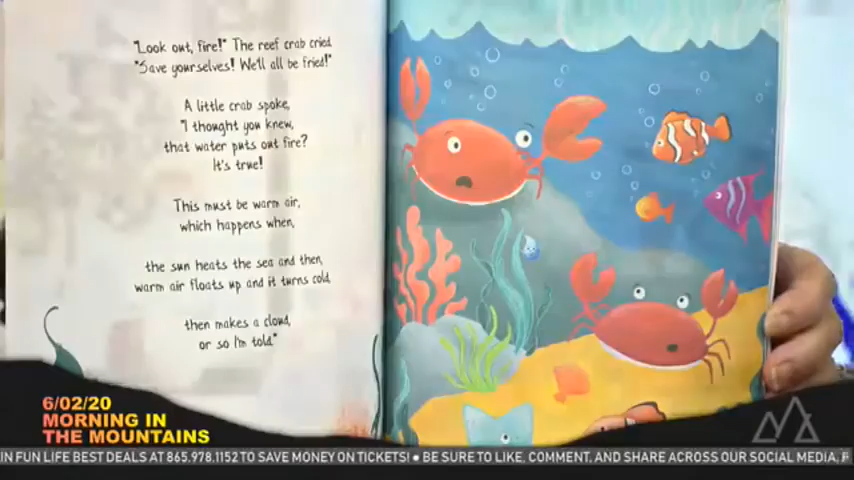 "Look out, fire!" The reef crab cried.
"Save yourselves! We'll all be fried!"
A little crab spoke,
"I thought you knew,
that water puts out fire?
It's true!
This must be warm air,
which happens when,
the sun heats the sea and then,
warm air floats up and it turns cold,
then makes a cloud,
or so I'm told."
6/02/20
MORNING IN
THE MOUNTAINS
IN FUN LIFE BEST DEALS AT 865.978.1152 TO SAVE MONEY ON TICKETS! ● BE SURE TO LIKE, COMMENT, AND SHARE ACROSS OUR SOCIAL MEDIA, F